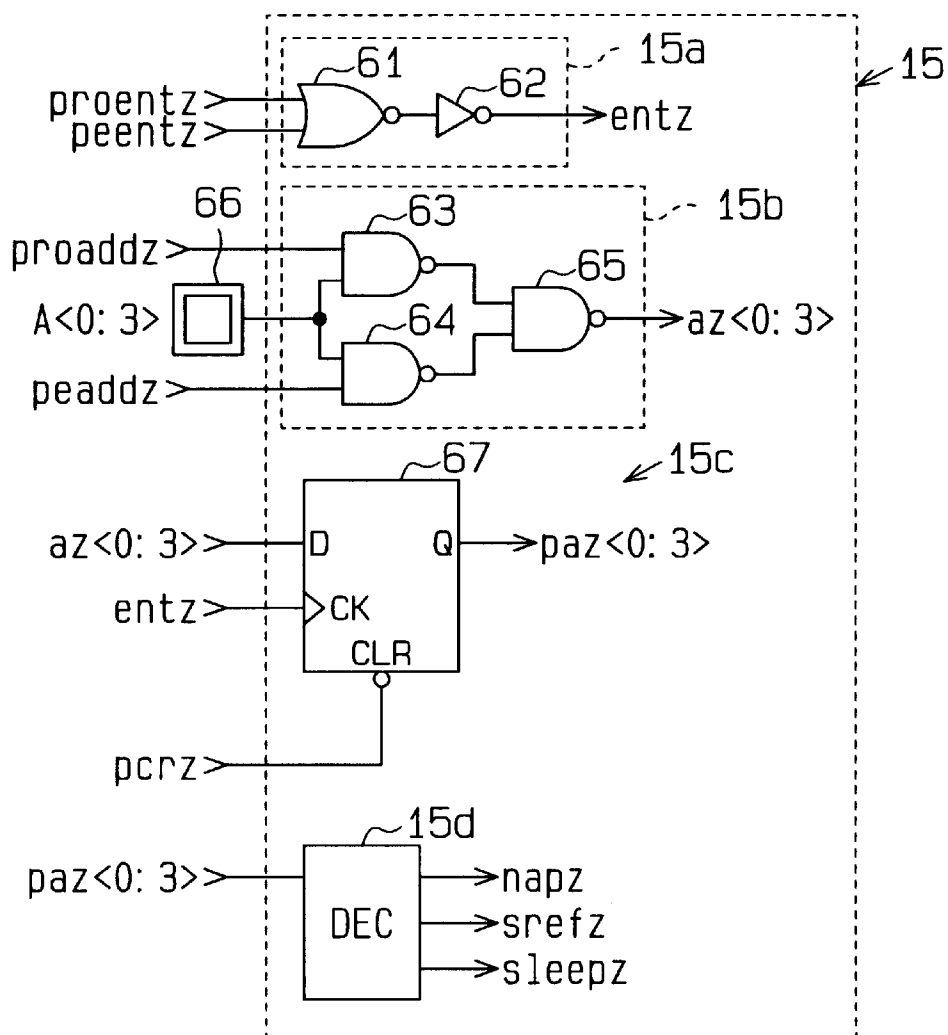 61
15a
15
proentz
62
entz
peentz
66
63
15b
proaddz
65
A<0:3>
64
az<0:3>
peaddz
67
15c
az<0:3>
D
Q
paz<0:3>
entz
CK
CLR
pcrz
15d
paz<0:3>
napz
DEC
srefz
sleepz